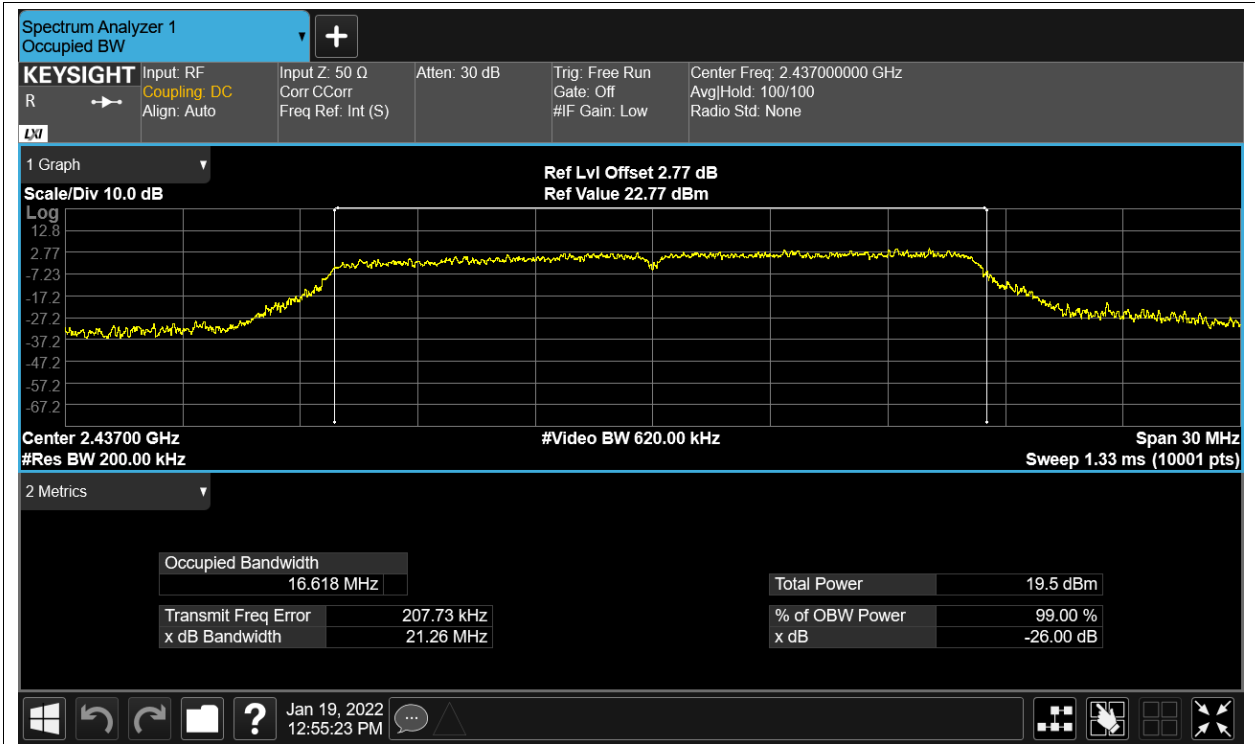 Spectrum Analyzer 1
Occupied BW
KEYSIGHT
R
LXI
Input: RF
Coupling: DC
Align: Auto
Input Z: 50 Ω
Corr CCorr
Freq Ref: Int (S)
Atten: 30 dB
Trig: Free Run
Gate: Off
#IF Gain: Low
Center Freq: 2.437000000 GHz
Avg|Hold: 100/100
Radio Std: None
1 Graph
Scale/Div 10.0 dB
Ref Lvl Offset 2.77 dB
Ref Value 22.77 dBm
Log
12.8
2.77
-7.23
-17.2
-27.2
-37.2
-47.2
-57.2
-67.2
Center 2.43700 GHz
#Res BW 200.00 kHz
#Video BW 620.00 kHz
Span 30 MHz
Sweep 1.33 ms (10001 pts)
2 Metrics
Occupied Bandwidth
16.618 MHz
Transmit Freq Error 207.73 kHz
x dB Bandwidth 21.26 MHz
Total Power 19.5 dBm
% of OBW Power 99.00 %
x dB -26.00 dB
Jan 19, 2022
12:55:23 PM